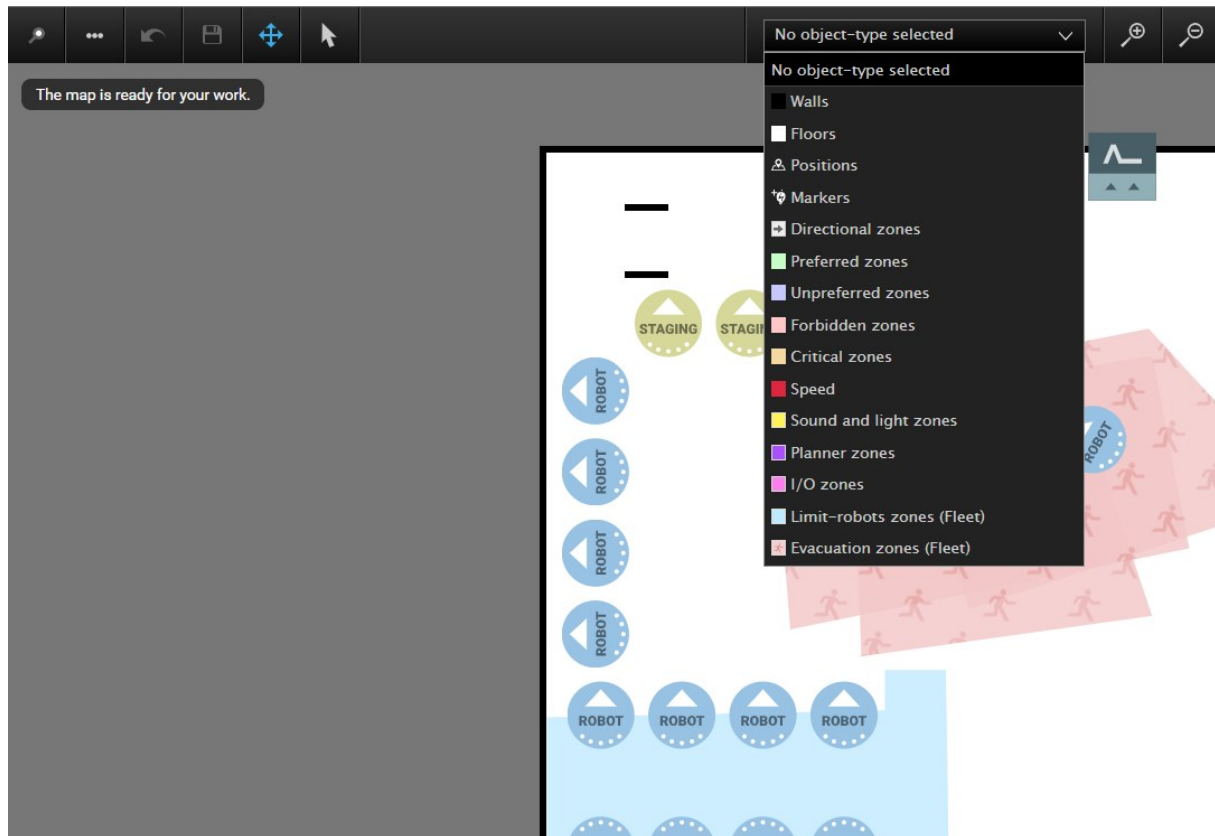 No object-type selected
The map is ready for your work.
No object-type selected
Walls
Floors
Positions
Markers
Directional zones
Preferred zones
Unpreferred zones
Forbidden zones
Critical zones
Speed
Sound and light zones
Planner zones
I/O zones
Limit-robots zones (Fleet)
Evacuation zones (Fleet)
STAGING STAGI
ROBOT
ROBOT
ROBOT
ROBOT
ROBOT
ROBOT ROBOT ROBOT ROBOT